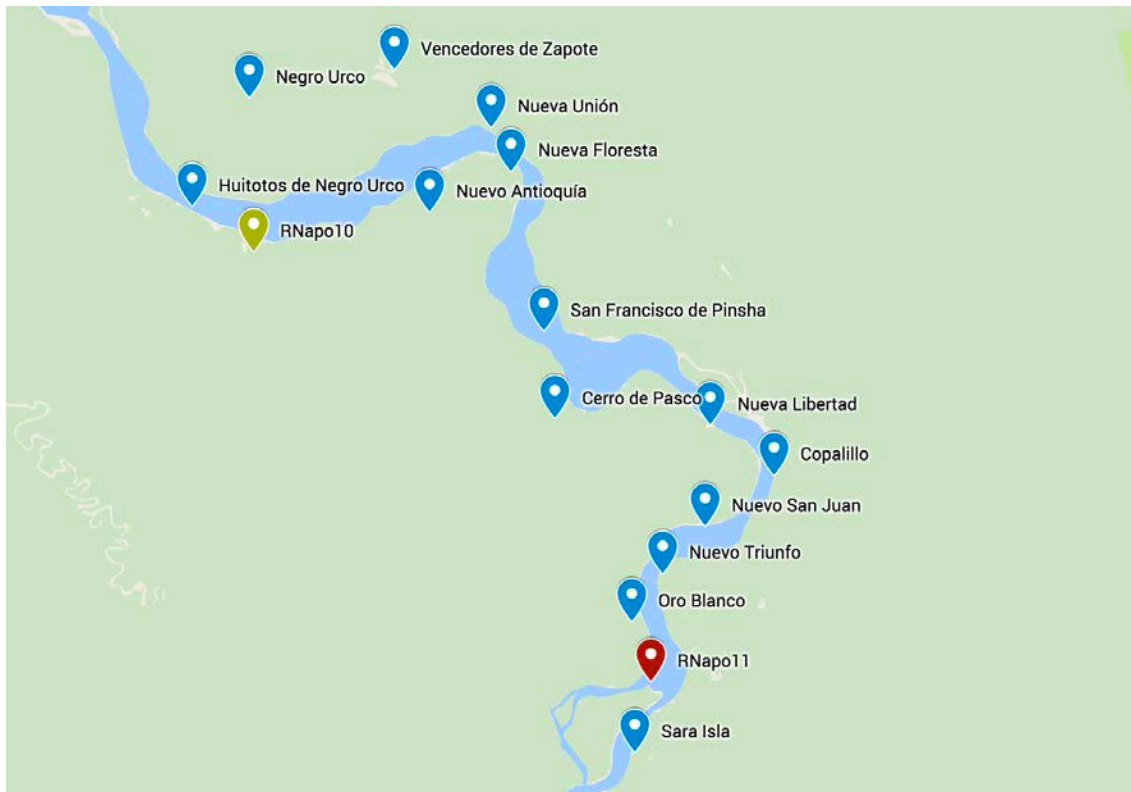 Vencedores de Zapote
Negro Urco
Nueva Unión
Nueva Floresta
Huitotos de Negro Urco
Nuevo Antioquía
RNapo10
San Francisco de Pinsha
Cerro de Pasco
Nueva Libertad
Copalillo
Nuevo San Juan
Nuevo Triunfo
Oro Blanco
RNapo11
Sara Isla